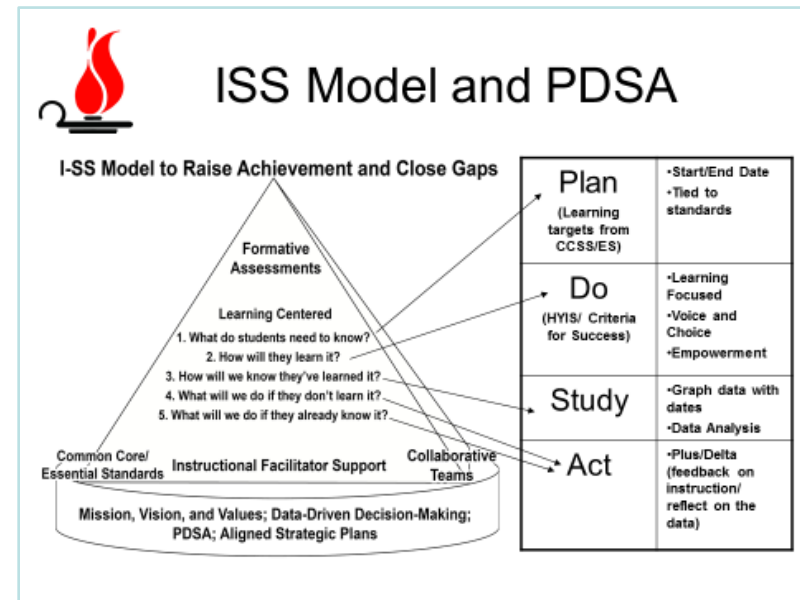 ISS Model and PDSA
I-SS Model to Raise Achievement and Close Gaps
Formative
Assessments
Learning Centered
1. What do students need to know?
2. How will they learn it?
3. How will we know they've learned it?
4. What will we do if they don't learn it?
5. What will we do if they already know it?
Common Core/
Essential Standards
Instructional Facilitator Support
Collaborative
Teams
Mission, Vision, and Values; Data-Driven Decision-Making;
PDSA; Aligned Strategic Plans
Plan
(Learning
targets from
CCSS/ES)
•Start/End Date
•Tied to
standards
Do
(HYIS/ Criteria
for Success)
•Learning
Focused
•Voice and
Choice
•Empowerment
Study
•Graph data with
dates
•Data Analysis
Act
•Plus/Delta
(feedback on
instruction/
reflect on the
data)